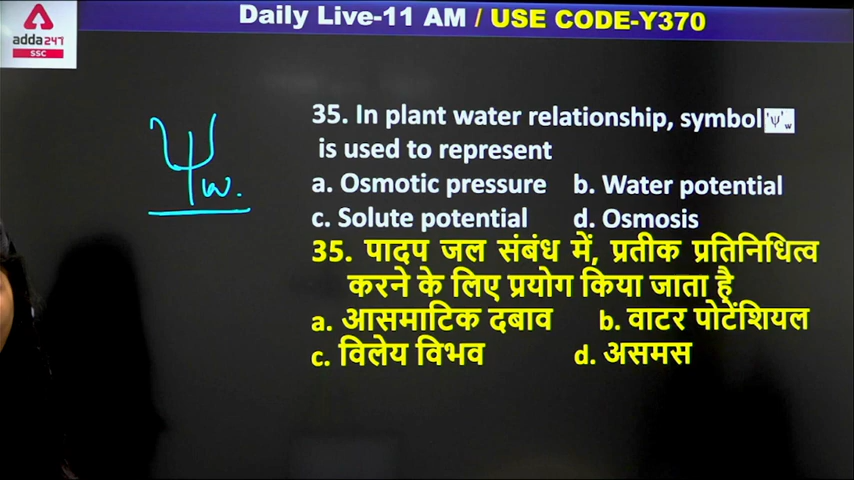 Daily Live-11 AM / USE CODE-Y370
adda247
SSC
Ψw.
35. In plant water relationship, symbol 'Ψ'w
is used to represent
a. Osmotic pressure b. Water potential
c. Solute potential d. Osmosis
35. पादप जल संबंध में, प्रतीक प्रतिनिधित्व
करने के लिए प्रयोग किया जाता है
a. आसमाटिक दबाव b. वाटर पोटेंशियल
c. विलेय विभव d. असमस